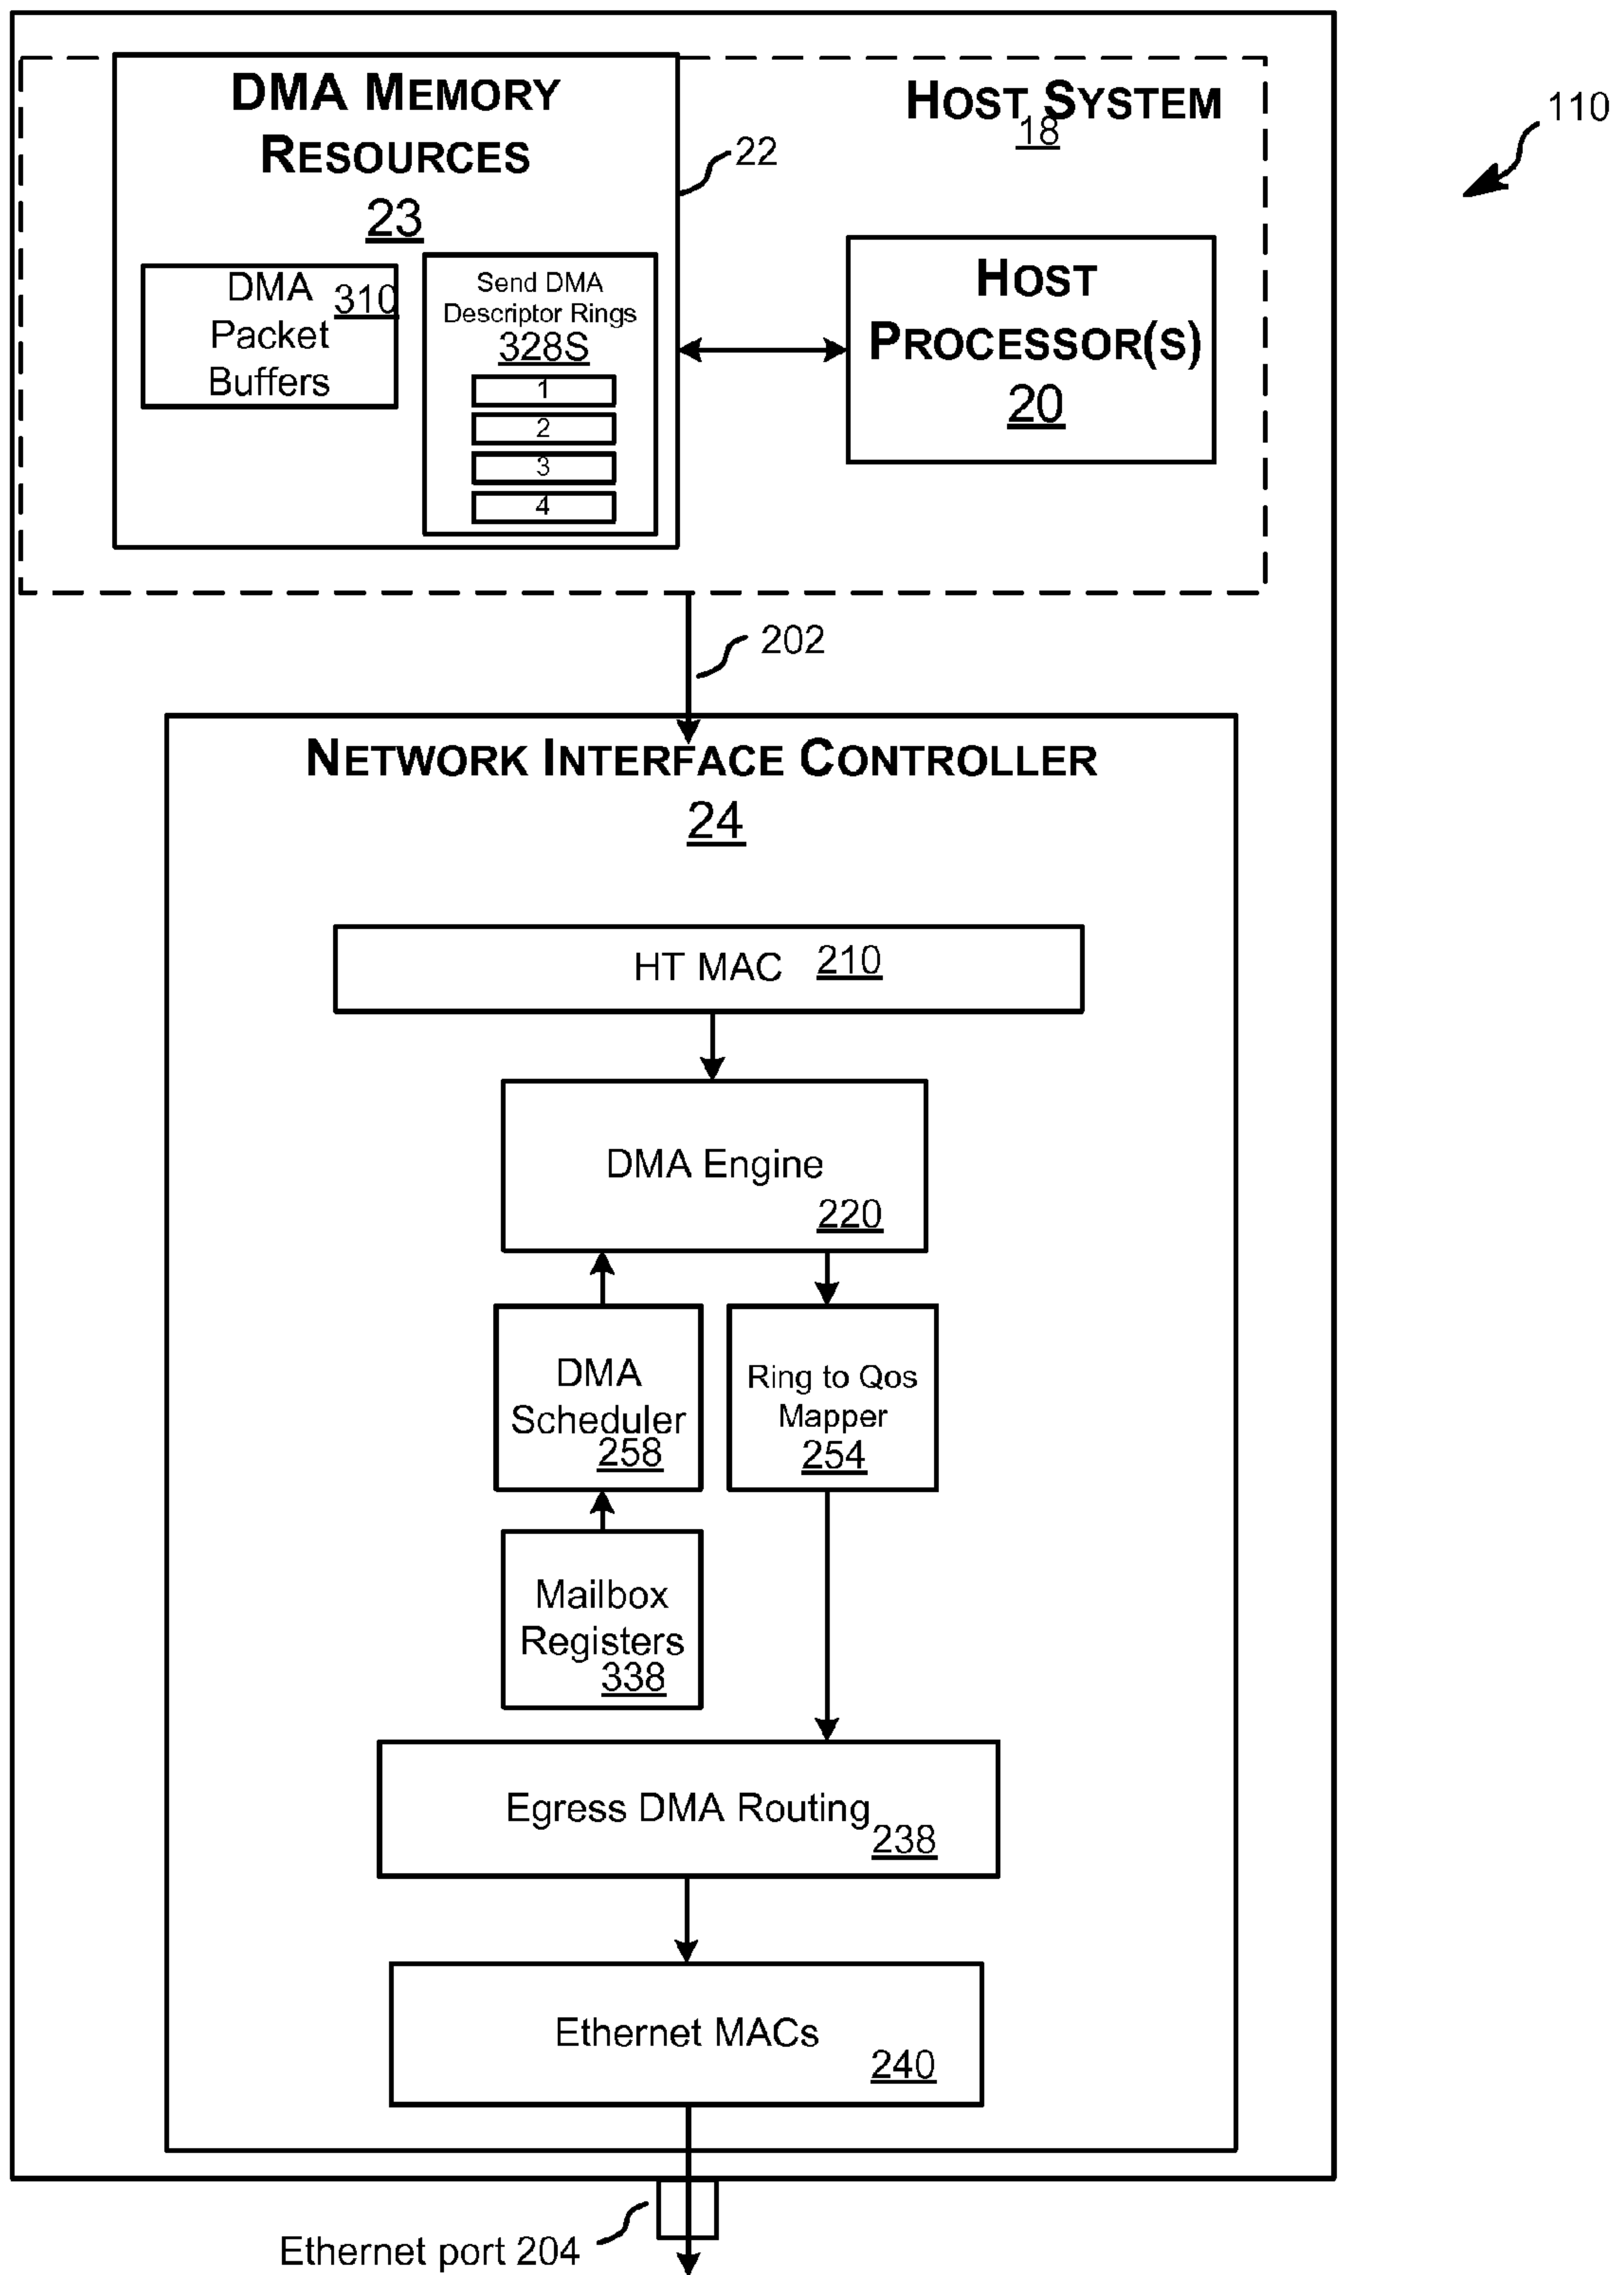 DMA MEMORY
RESOURCES
23
HOST SYSTEM
18
110
22
DMA 310
Packet
Buffers
Send DMA
Descriptor Rings
328S
1
2
3
4
HOST
PROCESSOR(S)
20
202
NETWORK INTERFACE CONTROLLER
24
HT MAC 210
DMA Engine
220
DMA
Scheduler
258
Ring to Qos
Mapper
254
Mailbox
Registers
338
Egress DMA Routing
238
Ethernet MACs
240
Ethernet port 204